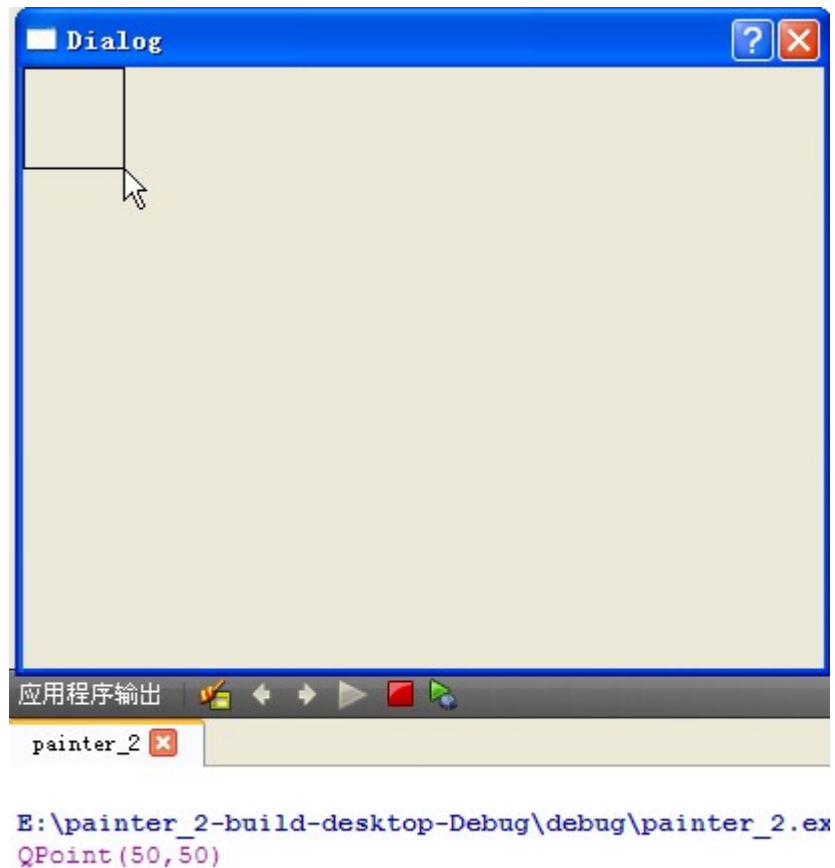 Dialog
应用程序输出
painter_2
E:\painter_2-build-desktop-Debug\debug\painter_2.ex
QPoint(50,50)